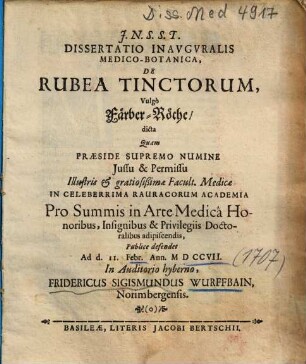 Diss. Med 4917
J.N.S.S.T.
DISSERTATIO INAVGVRALIS
MEDICO-BOTANICA,
DE
RUBEA TINCTORUM,
Vulgò
Färber-Röthe/
dicta
Quam
PRÆSIDE SUPREMO NUMINE
Jussu & Permissu
Illustris & gratiosissimæ Facult. Medicæ
IN CELEBERRIMA RAURACORUM ACADEMIA
Pro Summis in Arte Medicâ Ho-
noribus, Insignibus & Privilegiis Docto-
ralibus adipiscendis,
Publicè defendet
Ad d. 11. Febr. Ann. M D CCVII.
(1707)
In Auditorio hyberno,
FRIDERICUS SIGISMUNDUS WURFFBAIN,
Norimbergensis.
(o)
BASILEÆ, LITERIS JACOBI BERTSCHII.